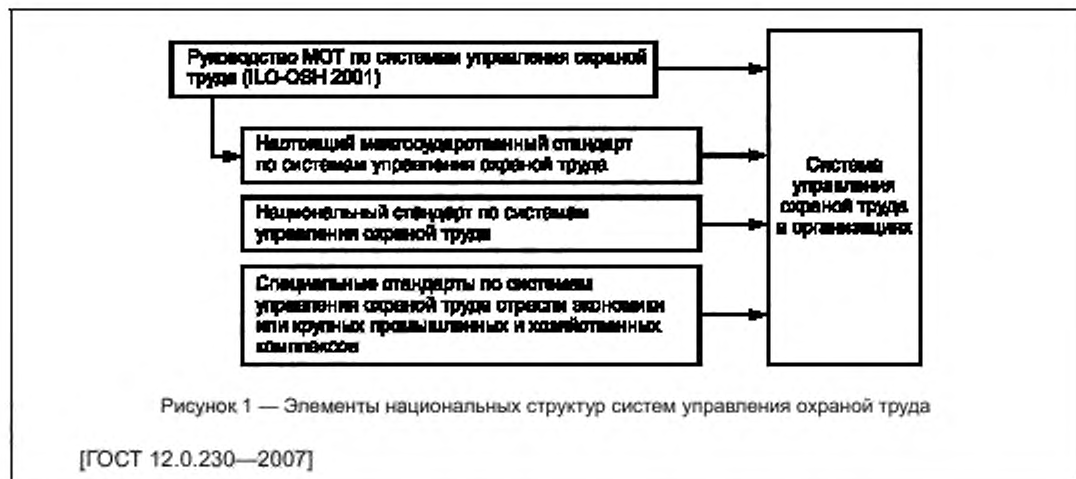 Руководство МОТ по системам управления охраной
труда (ILO-OSH 2001)
Настоящий межгосударственный стандарт
по системам управления охраной труда
Национальный стандарт по системам
управления охраной труда
Специальные стандарты по системам
управления охраной труда отрасли экономики
или крупных промышленных и хозяйственных
комплексов
Система
управления
охраной труда
в организациях
Рисунок 1 — Элементы национальных структур систем управления охраной труда
[ГОСТ 12.0.230—2007]